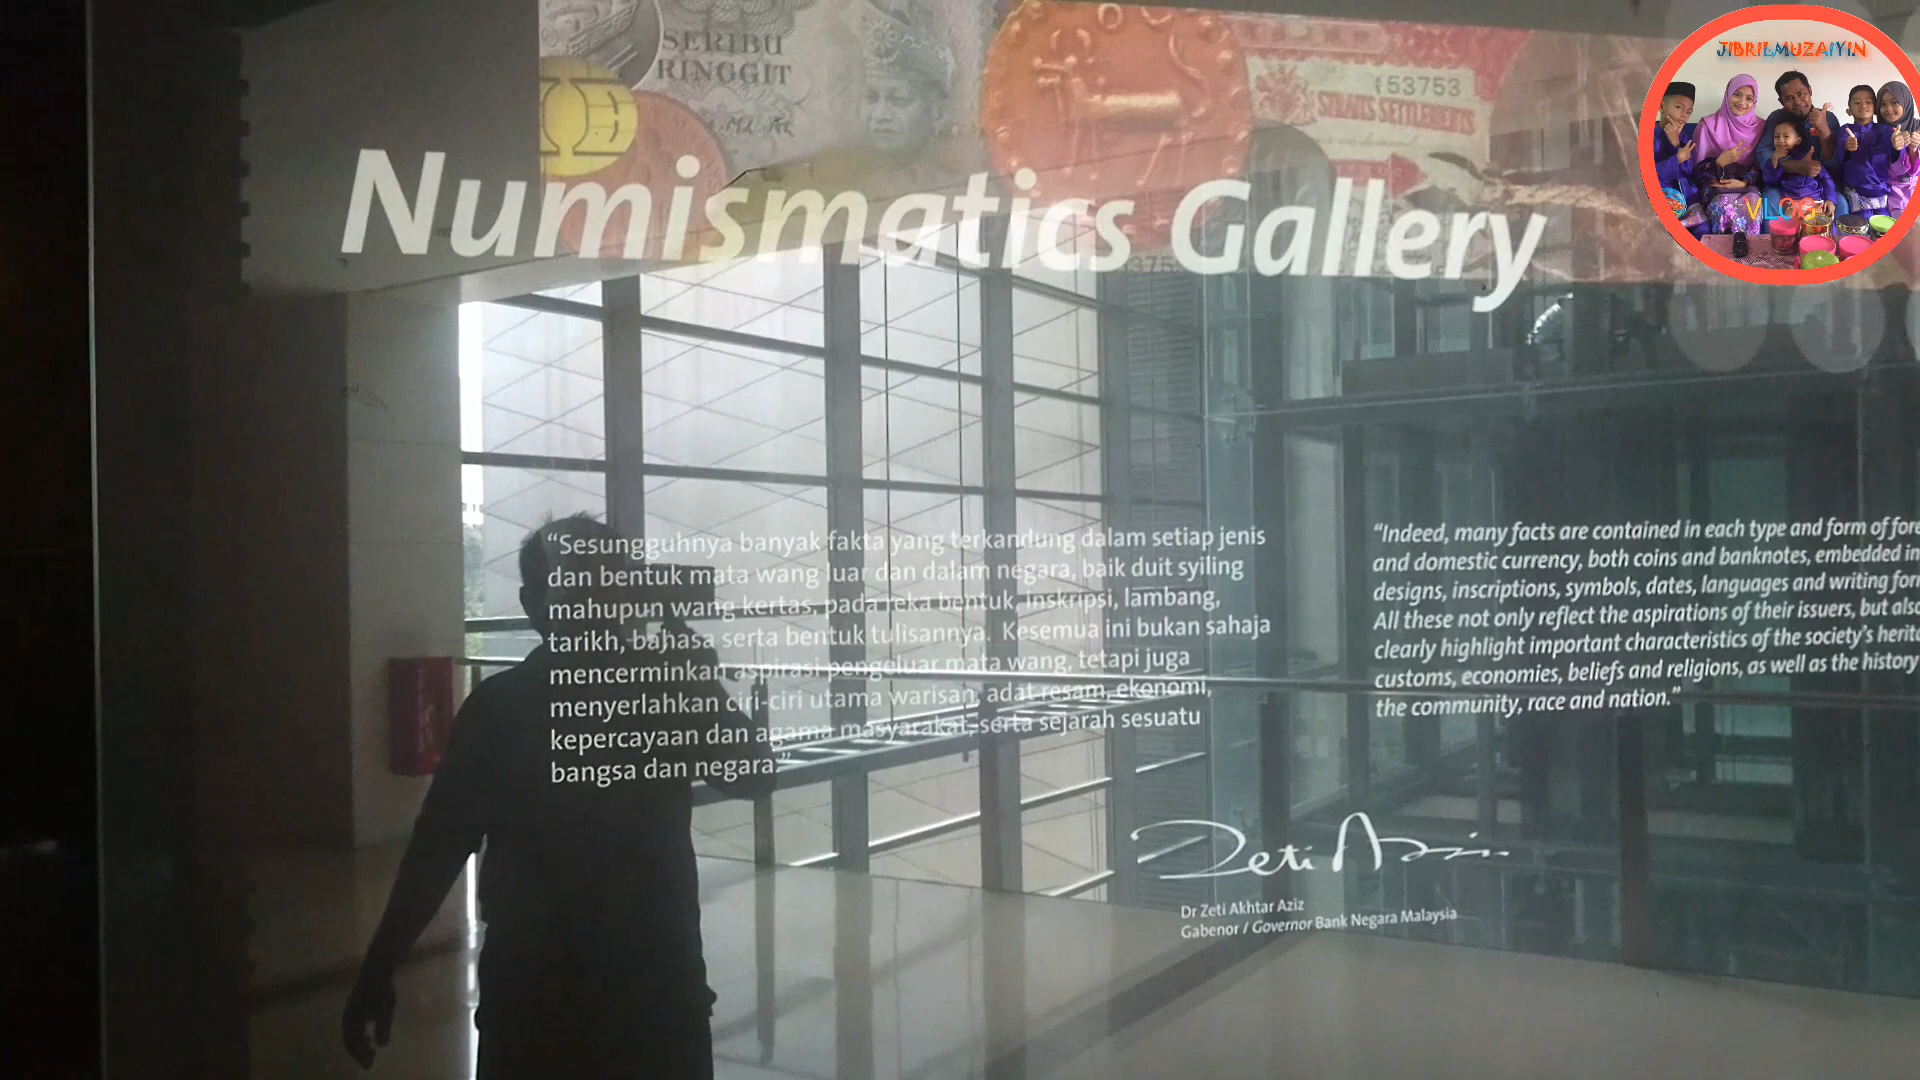 SERIBU
RINGGIT
153753
STRAITS SETTLEMENTS
JIBRILMUZAIYIN
VLOG
Numismatics Gallery
“Sesungguhnya banyak fakta yang terkandung dalam setiap jenis
dan bentuk mata wang luar dan dalam negara, baik duit syiling
mahupun wang kertas, pada reka bentuk, inskripsi, lambang,
tarikh, bahasa serta bentuk tulisannya. Kesemua ini bukan sahaja
mencerminkan aspirasi pengeluar mata wang, tetapi juga
menyerlahkan ciri-ciri utama warisan, adat resam, ekonomi,
kepercayaan dan agama masyarakat, serta sejarah sesuatu
bangsa dan negara.”
“Indeed, many facts are contained in each type and form of fore
and domestic currency, both coins and banknotes, embedded in
designs, inscriptions, symbols, dates, languages and writing for
All these not only reflect the aspirations of their issuers, but also
clearly highlight important characteristics of the society’s herita
customs, economies, beliefs and religions, as well as the history
the community, race and nation.”
Zeti Aziz
Dr Zeti Akhtar Aziz
Gabenor / Governor Bank Negara Malaysia